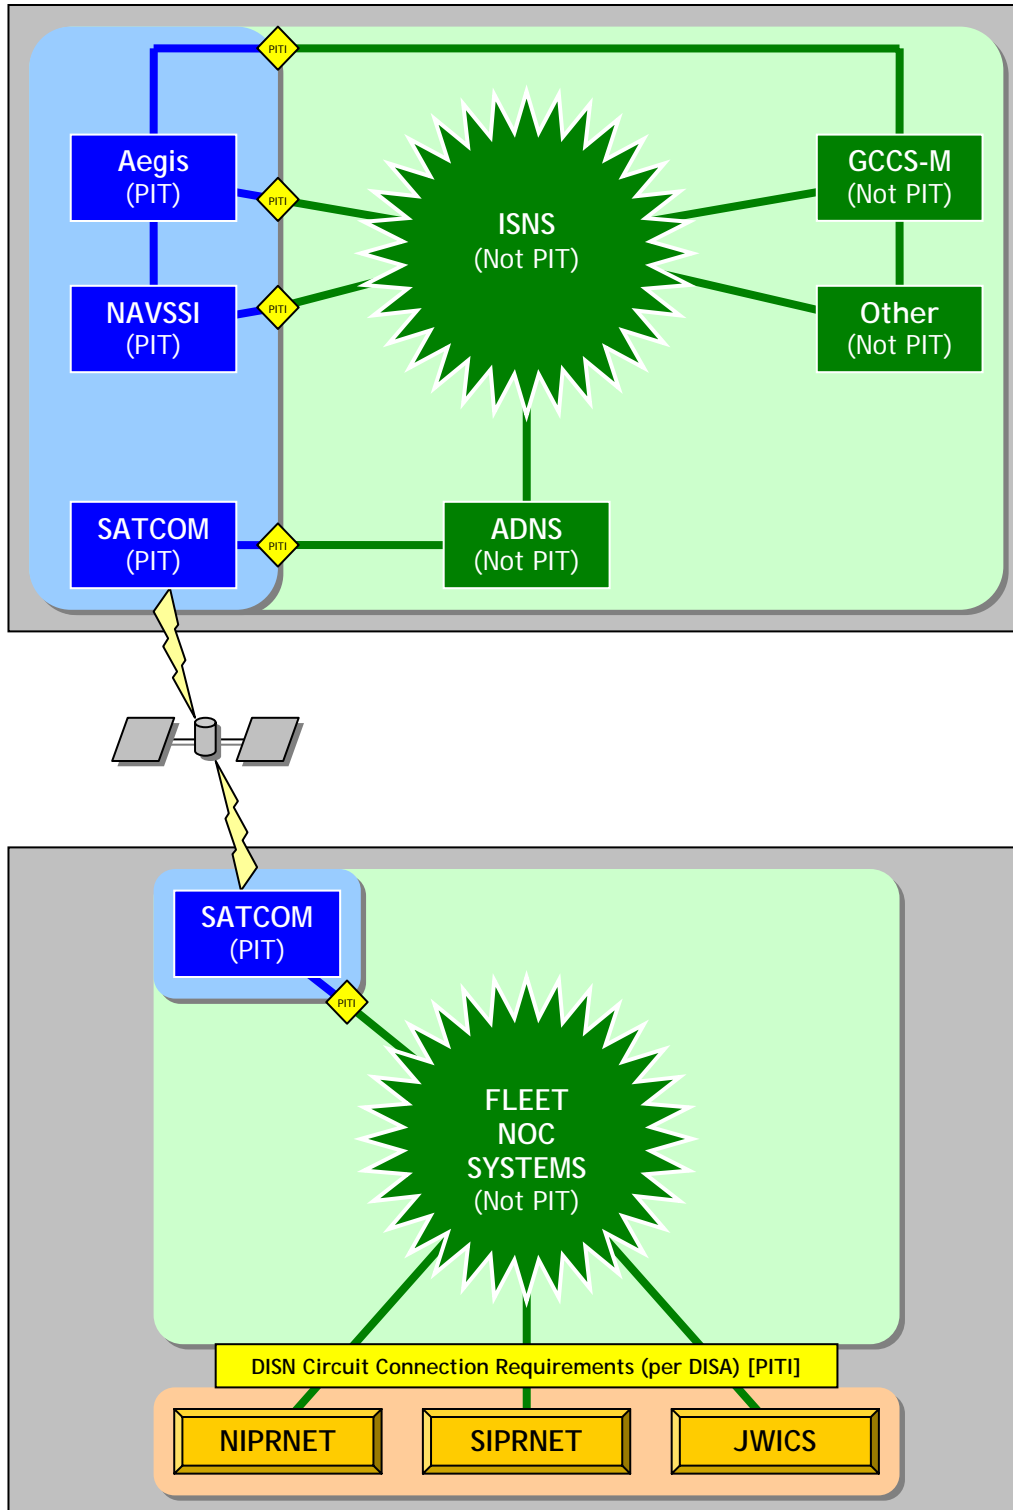 PITI
Aegis
(PIT)
GCCS-M
(Not PIT)
PITI
ISNS
(Not PIT)
NAVSSI
(PIT)
PITI
Other
(Not PIT)
SATCOM
(PIT)
PITI
ADNS
(Not PIT)
SATCOM
(PIT)
PITI
FLEET
NOC
SYSTEMS
(Not PIT)
DISN Circuit Connection Requirements (per DISA) [PITI]
NIPRNET
SIPRNET
JWICS